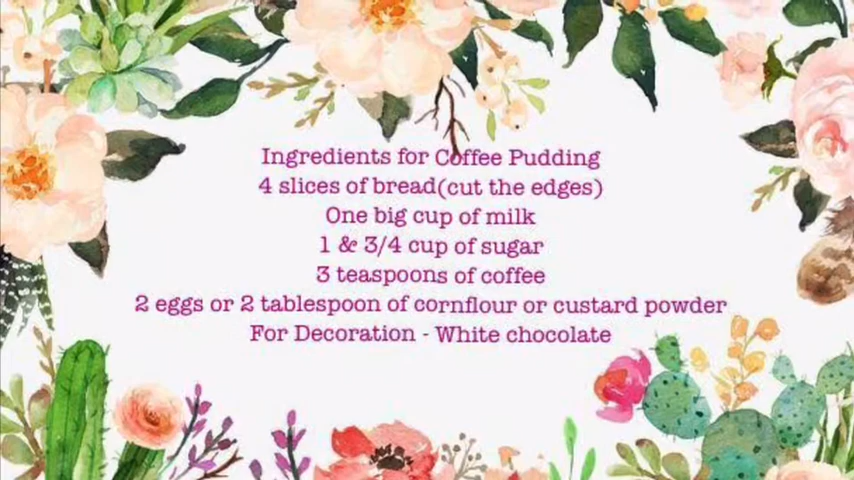 Ingredients for Coffee Pudding
4 slices of bread(cut the edges)
One big cup of milk
1 & 3/4 cup of sugar
3 teaspoons of coffee
2 eggs or 2 tablespoon of cornflour or custard powder
For Decoration - White chocolate